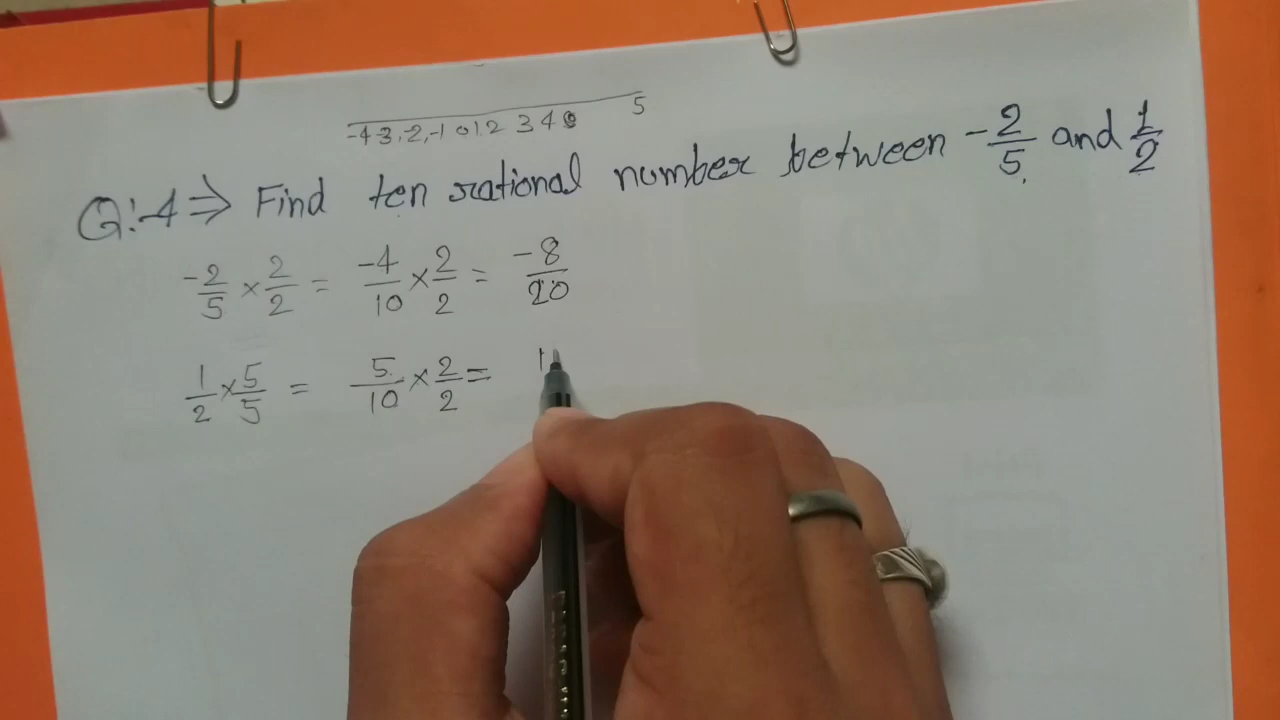 -4 -3, -2, -1 0 1 2 3 4 5
Q:-4 ⇒ Find ten rational number between -2/5 and 1/2
-2/5 × 2/2 = -4/10 × 2/2 = -8/20
1/2 × 5/5 = 5/10 × 2/2 = 1